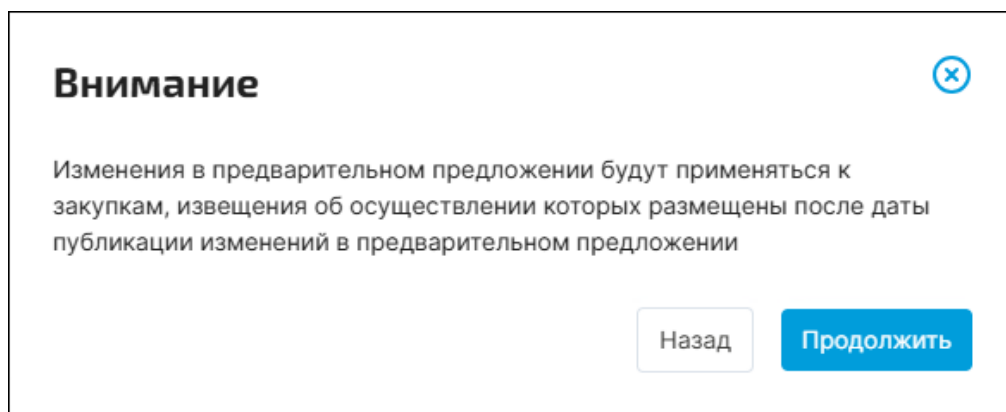 Внимание
Изменения в предварительном предложении будут применяться к
закупкам, извещения об осуществлении которых размещены после даты
публикации изменений в предварительном предложении
Назад
Продолжить